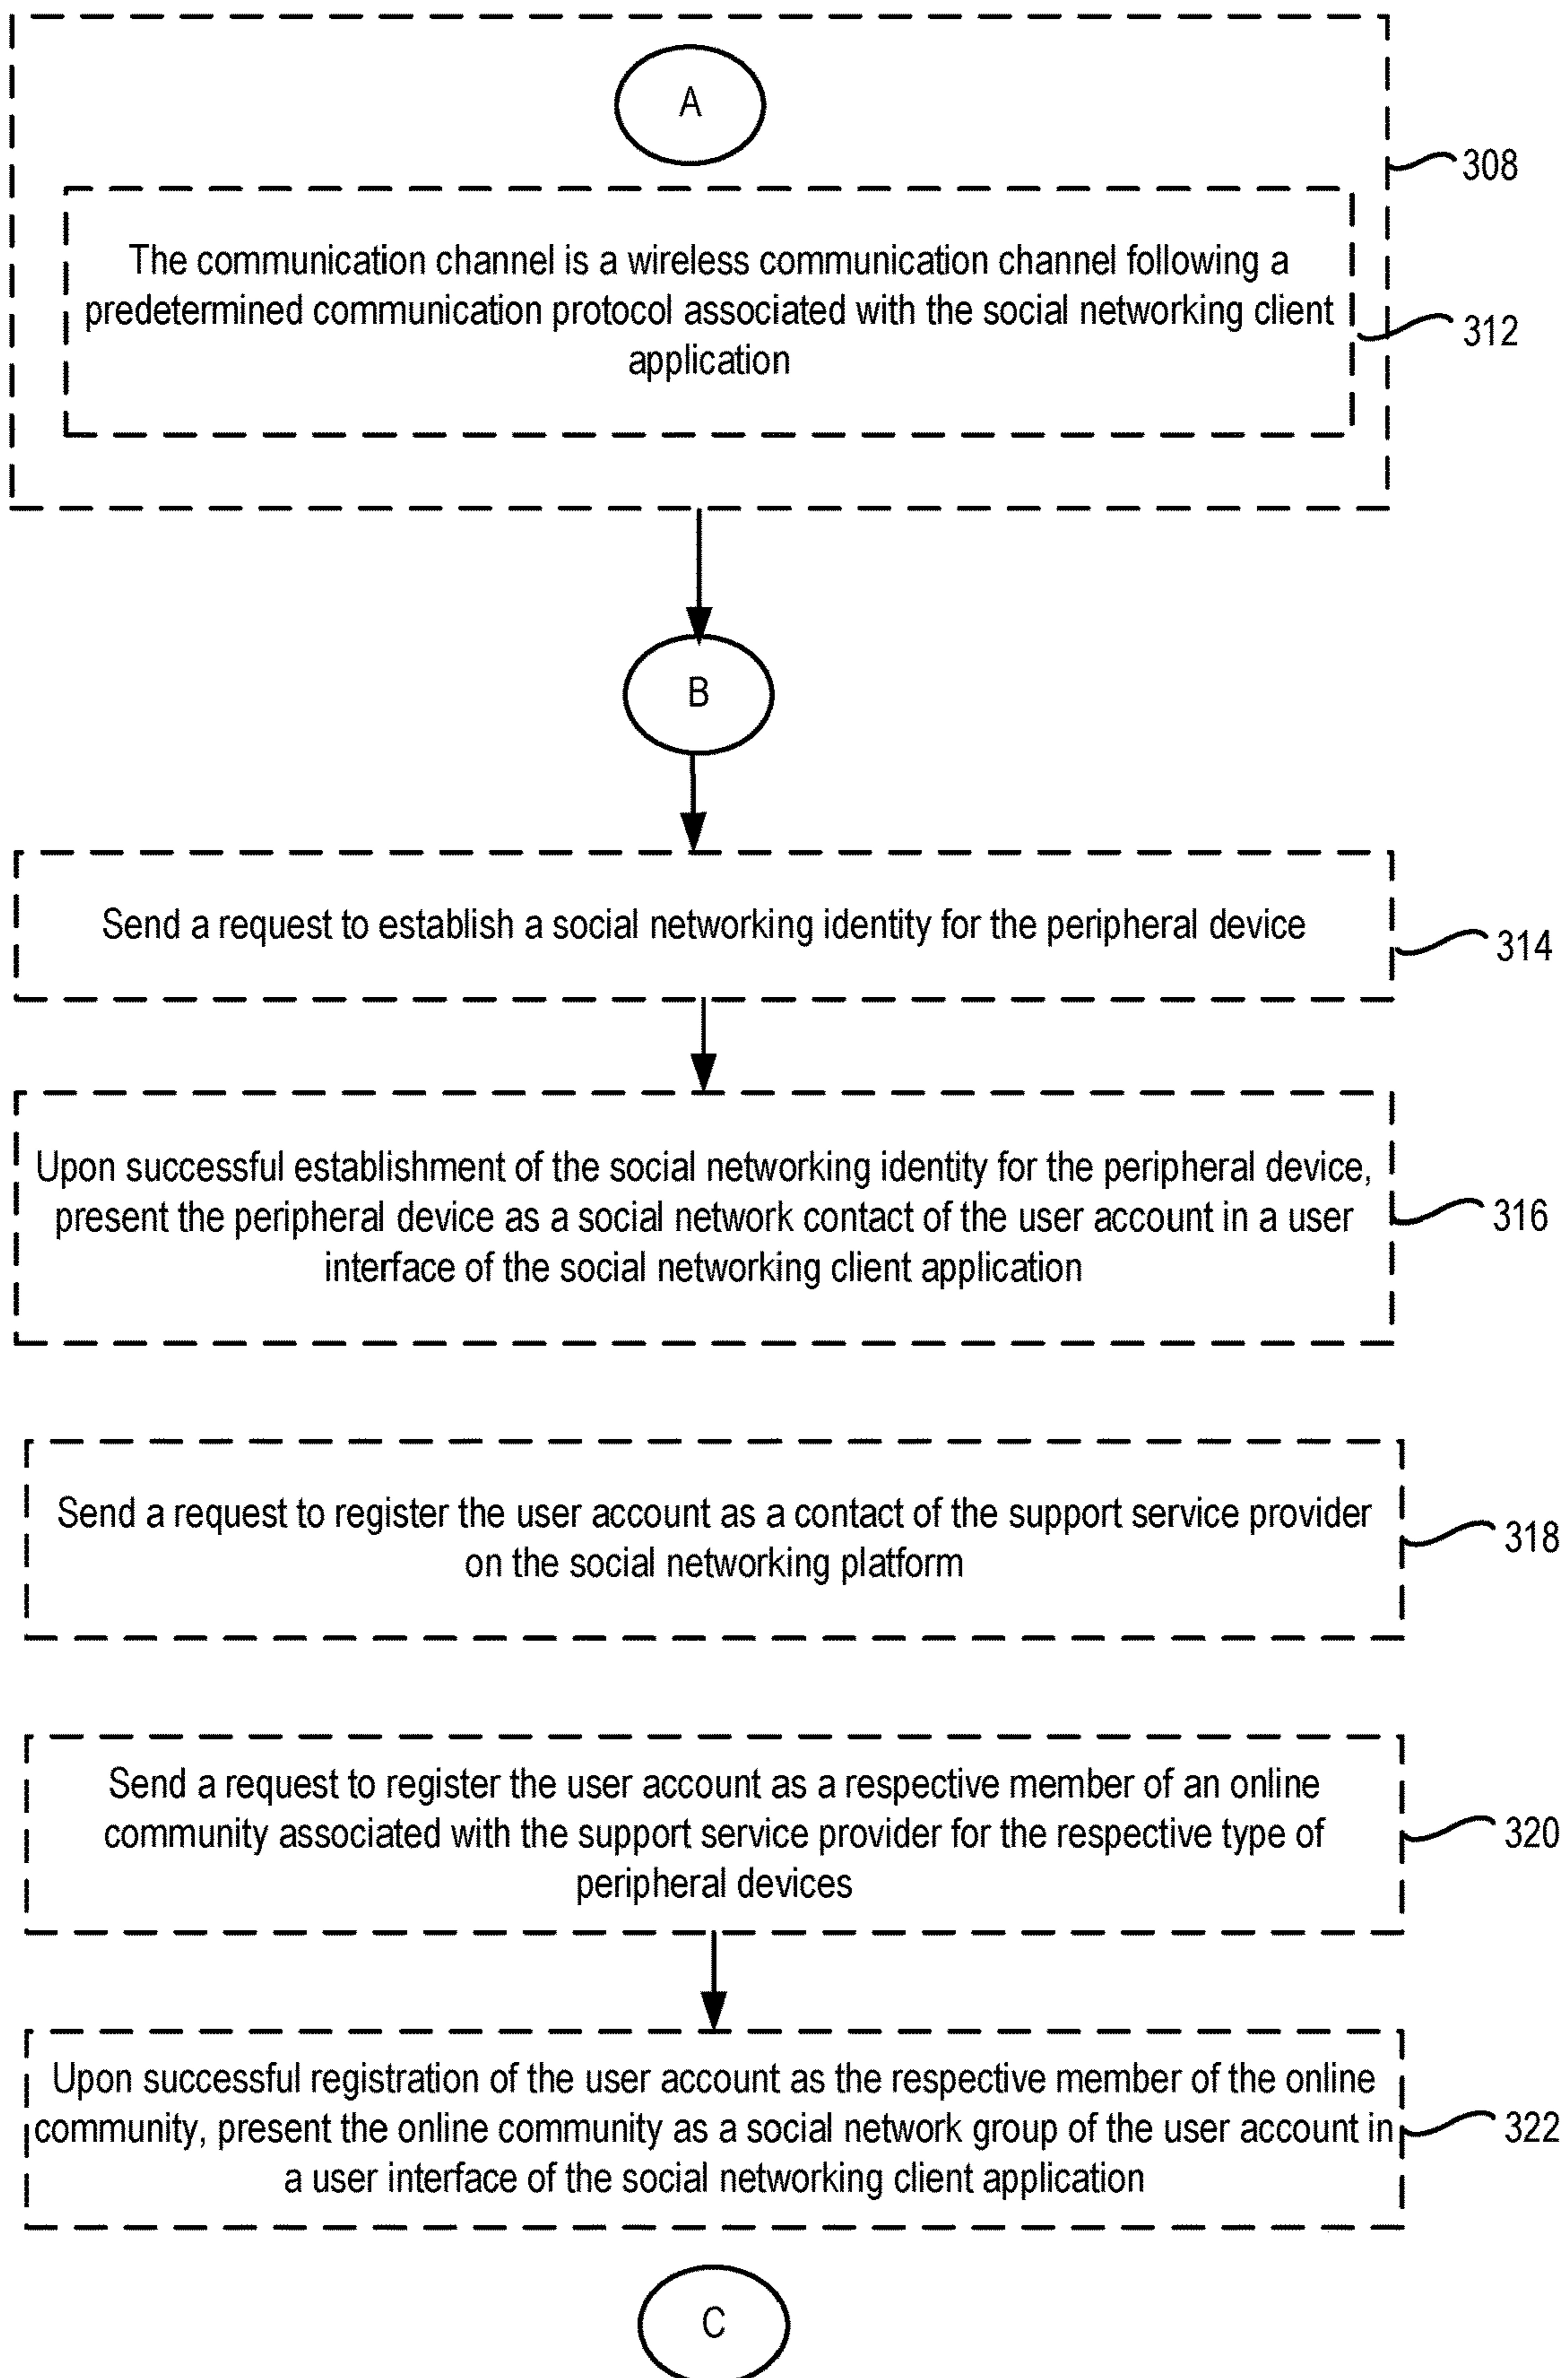 A
308
The communication channel is a wireless communication channel following a
predetermined communication protocol associated with the social networking client
application
312
B
Send a request to establish a social networking identity for the peripheral device
314
Upon successful establishment of the social networking identity for the peripheral device,
present the peripheral device as a social network contact of the user account in a user
interface of the social networking client application
316
Send a request to register the user account as a contact of the support service provider
on the social networking platform
318
Send a request to register the user account as a respective member of an online
community associated with the support service provider for the respective type of
peripheral devices
320
Upon successful registration of the user account as the respective member of the online
community, present the online community as a social network group of the user account in
a user interface of the social networking client application
322
C